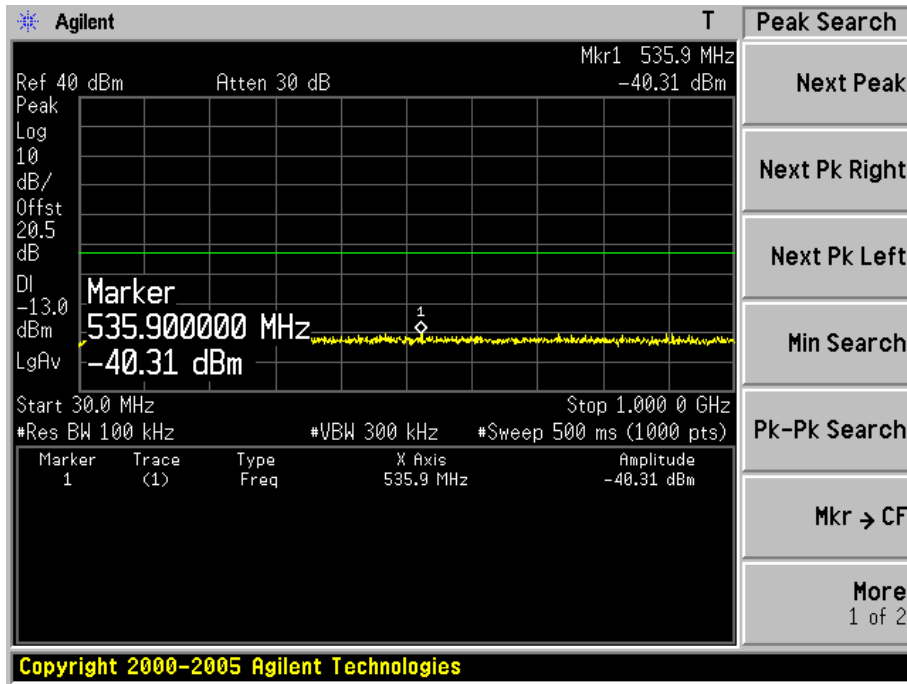 Agilent T Peak Search
Mkr1 535.9 MHz
Ref 40 dBm Atten 30 dB −40.31 dBm
Peak
Log
10
dB/
Offst
20.5
dB
DI
−13.0
dBm
LgAv
Marker
535.900000 MHz
−40.31 dBm
1
Start 30.0 MHz Stop 1.000 0 GHz
#Res BW 100 kHz #VBW 300 kHz #Sweep 500 ms (1000 pts)
Marker Trace Type X Axis Amplitude
1 (1) Freq 535.9 MHz −40.31 dBm
Next Peak
Next Pk Right
Next Pk Left
Min Search
Pk-Pk Search
Mkr → CF
More
1 of 2
Copyright 2000-2005 Agilent Technologies